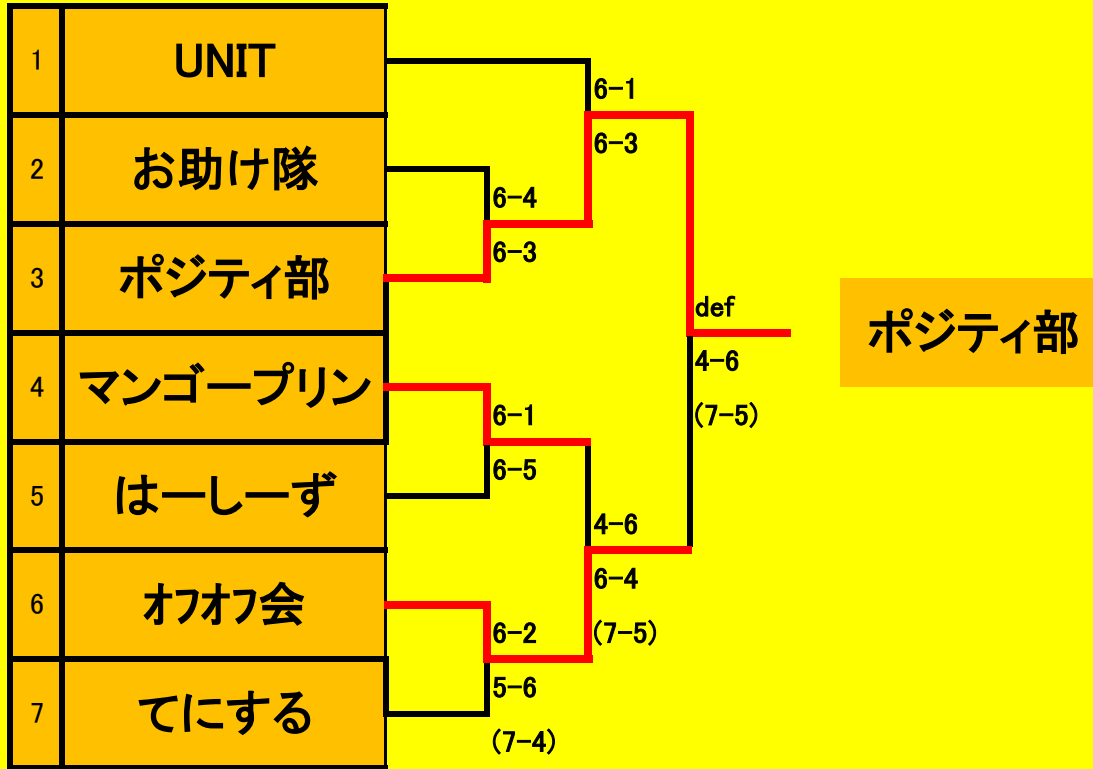 1 UNIT
2 お助け隊
3 ポジティ部
4 マンゴープリン
5 はーしーず
6 オフオフ会
7 てにする
6-4
6-3
6-1
6-5
6-2
5-6
(7-4)
6-1
6-3
4-6
6-4
(7-5)
def
4-6
(7-5)
ポジティ部